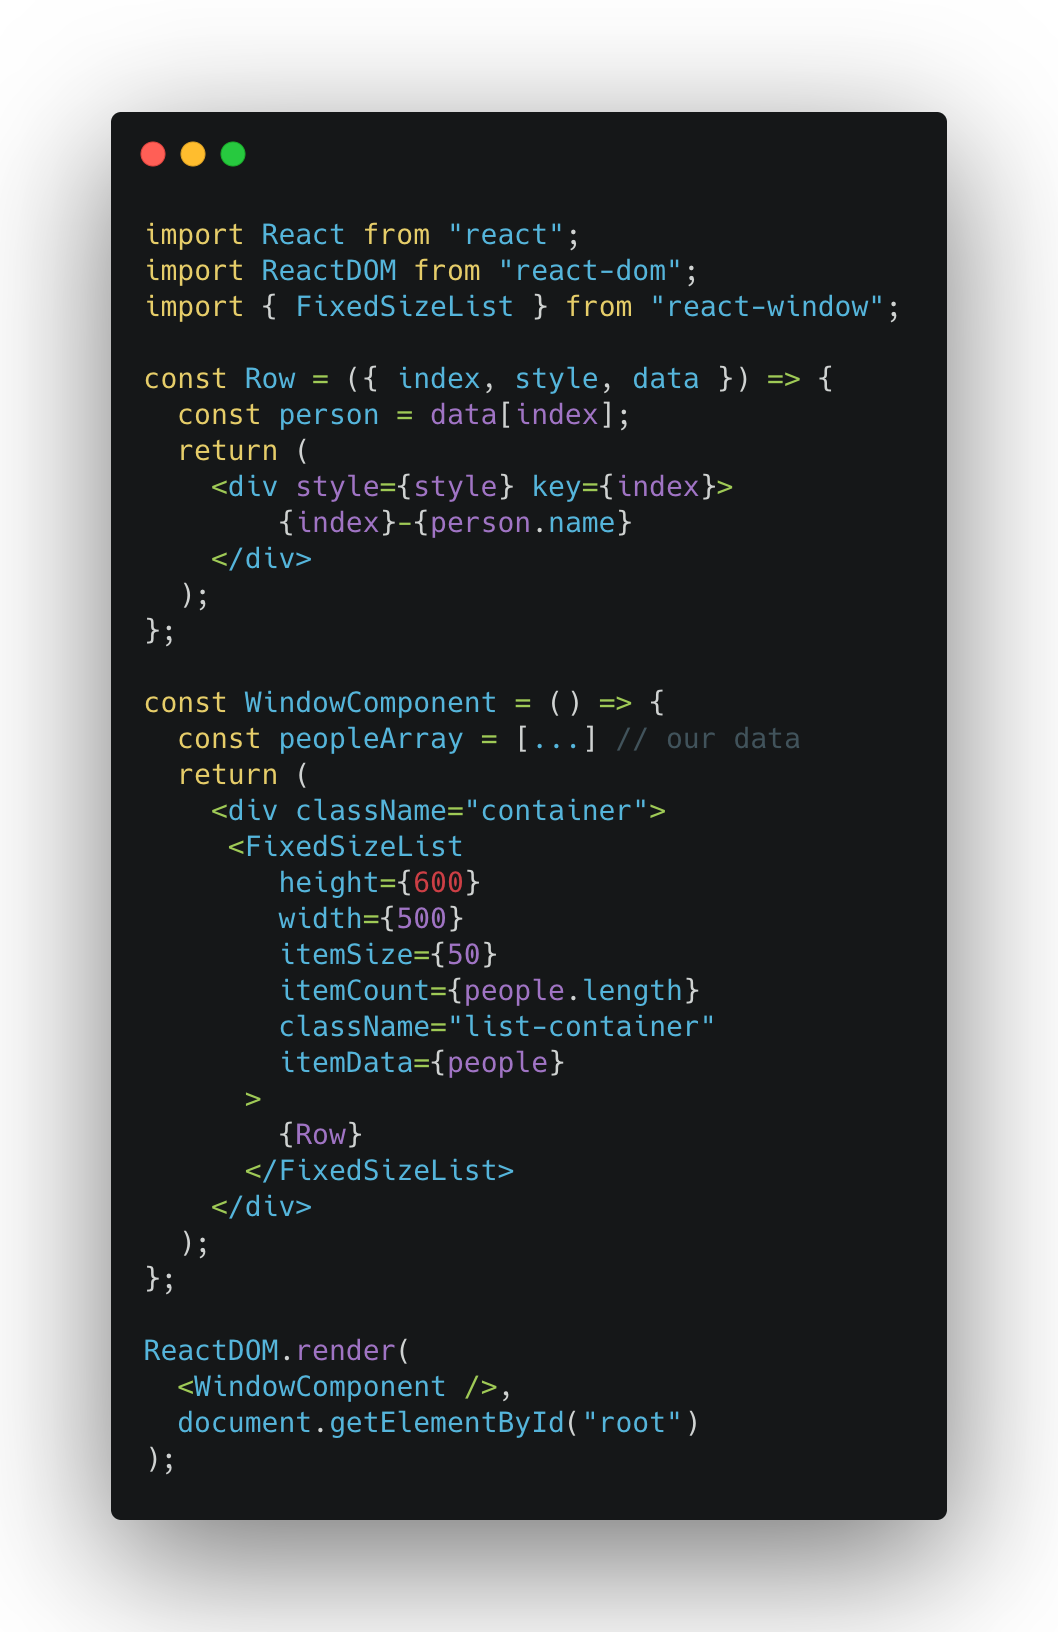 import React from "react";
import ReactDOM from "react-dom";
import { FixedSizeList } from "react-window";

const Row = ({ index, style, data }) => {
  const person = data[index];
  return (
    <div style={style} key={index}>
        {index}-{person.name}
    </div>
  );
};

const WindowComponent = () => {
  const peopleArray = [...] // our data
  return (
    <div className="container">
     <FixedSizeList
        height={600}
        width={500}
        itemSize={50}
        itemCount={people.length}
        className="list-container"
        itemData={people}
      >
        {Row}
      </FixedSizeList>
    </div>
  );
};

ReactDOM.render(
  <WindowComponent />,
  document.getElementById("root")
);